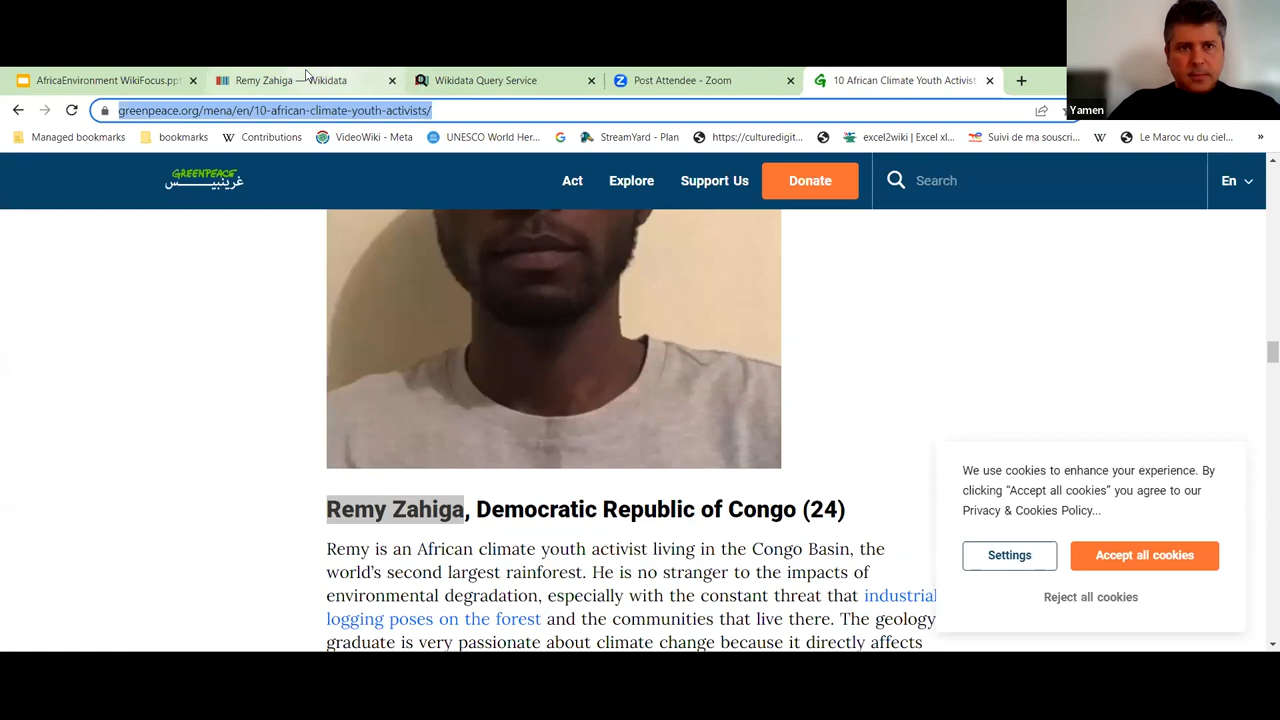 AfricaEnvironment WikiFocus.ppt
Remy Zahiga — Wikidata
Wikidata Query Service
Post Attendee - Zoom
10 African Climate Youth Activist
greenpeace.org/mena/en/10-african-climate-youth-activists/
Yamen
Managed bookmarks
bookmarks
Contributions
VideoWiki - Meta
UNESCO World Her...
StreamYard - Plan
https://culturedigit...
excel2wiki | Excel xl...
Suivi de ma souscri...
Le Maroc vu du ciel...
»
GREENPEACE
غرينبيس
Act
Explore
Support Us
Donate
Search
En
We use cookies to enhance your experience. By
clicking “Accept all cookies” you agree to our
Privacy & Cookies Policy...
Settings
Accept all cookies
Reject all cookies
Remy Zahiga, Democratic Republic of Congo (24)
Remy is an African climate youth activist living in the Congo Basin, the
world’s second largest rainforest. He is no stranger to the impacts of
environmental degradation, especially with the constant threat that industrial
logging poses on the forest and the communities that live there. The geology
graduate is very passionate about climate change because it directly affects